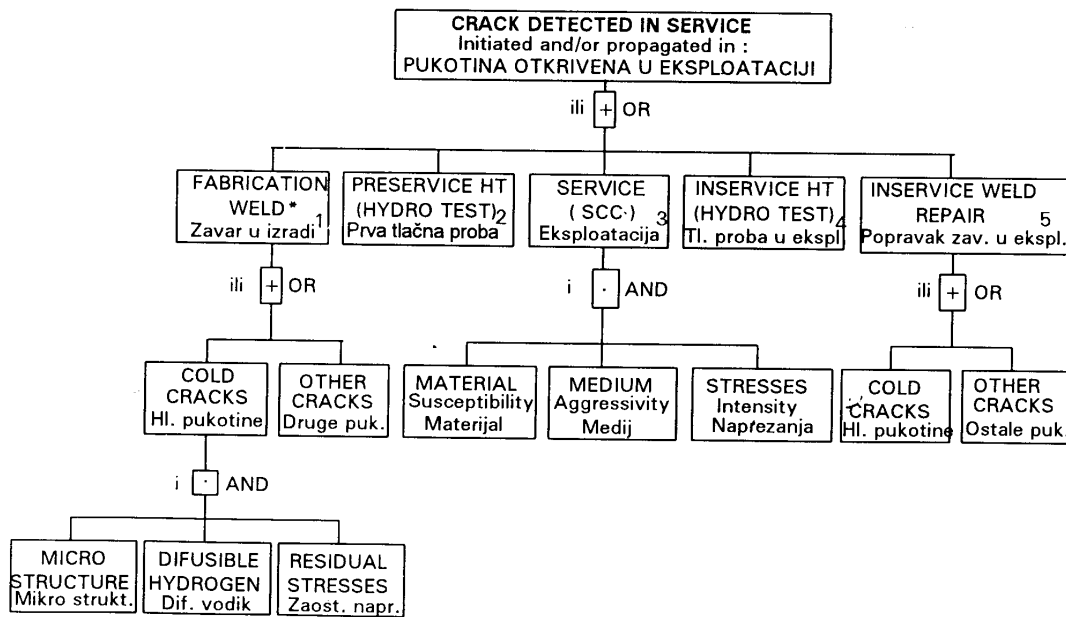 CRACK DETECTED IN SERVICE
Initiated and/or propagated in :
PUKOTINA OTKRIVENA U EKSPLOATACIJI
ili + OR
FABRICATION
WELD*
Zavar u izradi 1
PRESERVICE HT
(HYDRO TEST) 2
Prva tlačna proba
SERVICE
( SCC·) 3
Eksploatacija
INSERVICE HT
(HYDRO TEST) 4
Tl. proba u ekspl.
INSERVICE WELD
REPAIR 5
Popravak zav. u ekspl.
ili + OR
i · AND
ili + OR
COLD
CRACKS
Hl. pukotine
OTHER
CRACKS
Druge puk.
MATERIAL
Susceptibility
Materijal
MEDIUM
Aggressivity
Medij
STRESSES
Intensity
Naprezanja
COLD
CRACKS
Hl. pukotine
OTHER
CRACKS
Ostale puk.
i · AND
MICRO
STRUCTURE
Mikro strukt.
DIFUSIBLE
HYDROGEN
Dif. vodik
RESIDUAL
STRESSES
Zaost. napr.